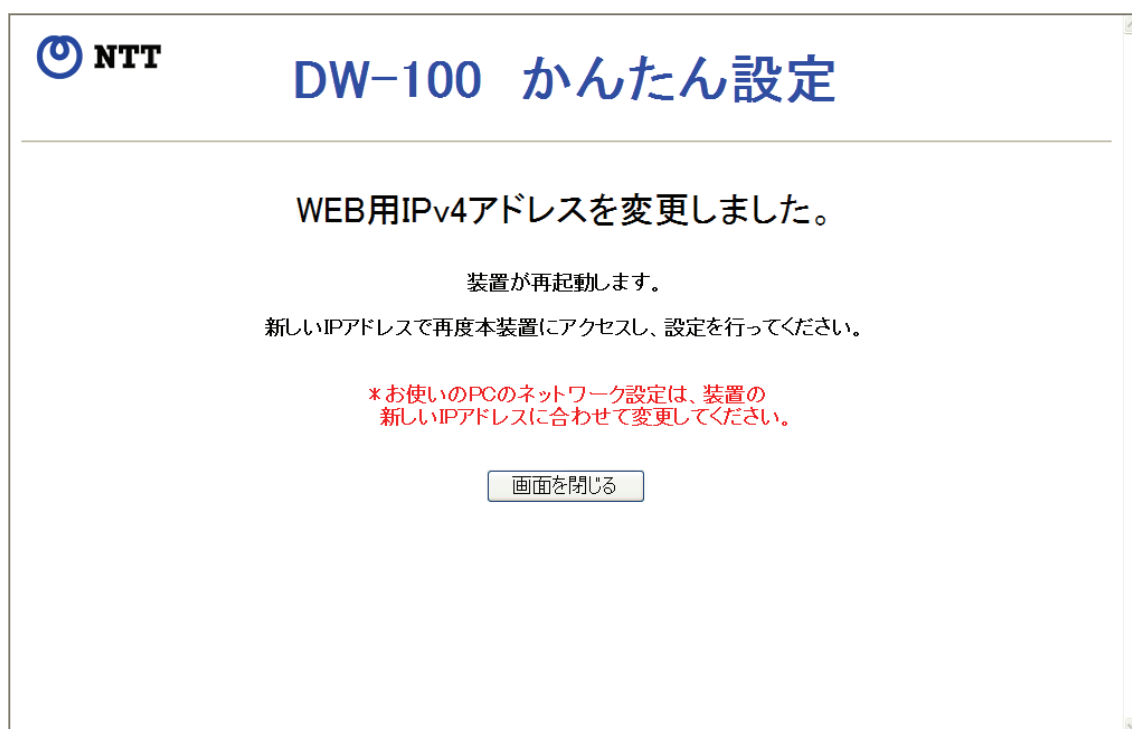 NTT
DW-100 かんたん設定
WEB用IPv4アドレスを変更しました。
装置が再起動します。
新しいIPアドレスで再度本装置にアクセスし、設定を行ってください。
*お使いのPCのネットワーク設定は、装置の
新しいIPアドレスに合わせて変更してください。
画面を閉じる